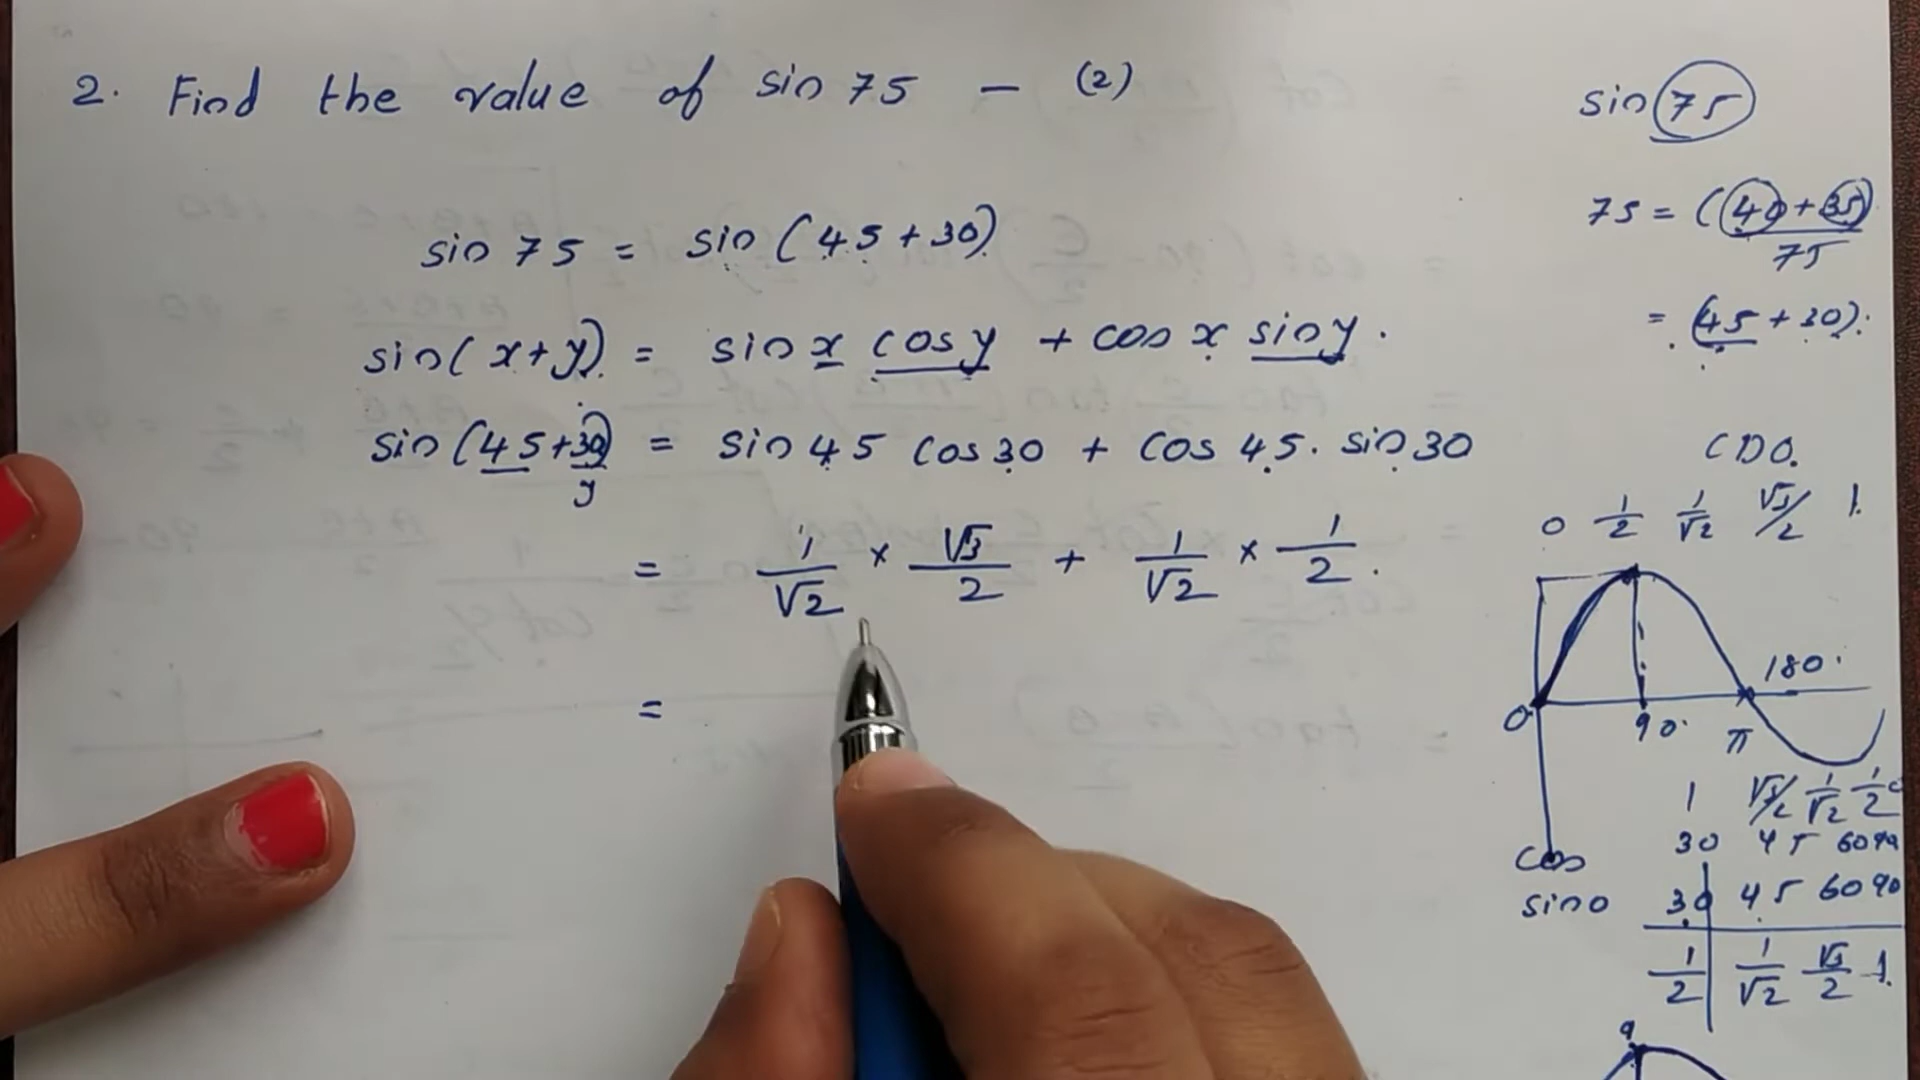 2. Find the value of sin 75 — (2)
sin 75 = sin (45+30)
sin(x+y) = sin x cos y + cos x sin y.
sin(45+30) = sin 45 cos 30 + cos 45. sin 30
y
= 1/√2 × √3/2 + 1/√2 × 1/2.
=
sin 75
75 = (40+35)
75
= (45+30).
0 1/2 1/√2 √3/2 1.
180.
0 90. π
1 √3/2 1/√2 1/2 0
cos 30 45 60 90
sin 0 30 45 60 90
1/2 1/√2 √3/2 1.